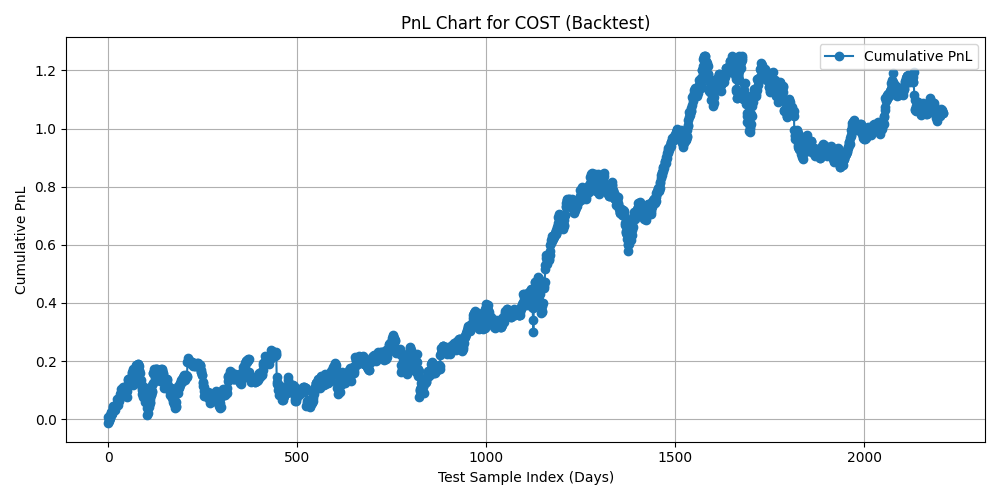 PnL Chart for COST (Backtest)
Cumulative PnL
1.2
1.0
0.8
0.6
0.4
0.2
0.0
Cumulative PnL
0 500 1000 1500 2000
Test Sample Index (Days)